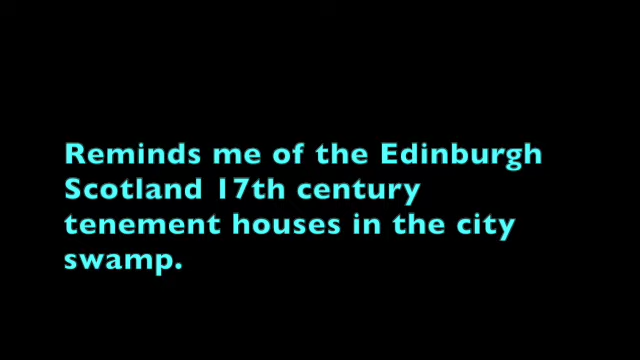 Reminds me of the Edinburgh
Scotland 17th century
tenement houses in the city
swamp.